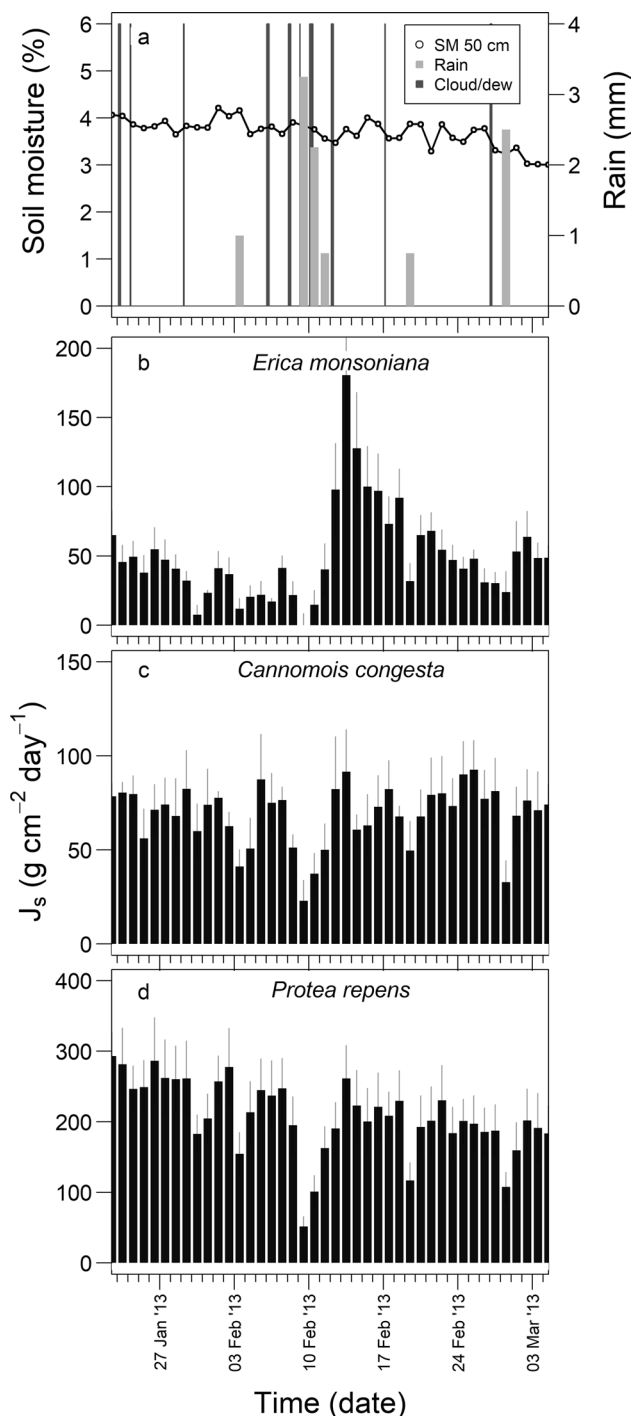 a
SM 50 cm
Rain
Cloud/dew
6
5
4
3
2
1
0
Soil moisture (%)
4
3
2
1
0
Rain (mm)
b
Erica monsoniana
200
150
100
50
0
c
Cannomois congesta
150
100
50
0
Js (g cm−2 day−1)
d
Protea repens
400
300
200
100
0
27 Jan '13
03 Feb '13
10 Feb '13
17 Feb '13
24 Feb '13
03 Mar '13
Time (date)